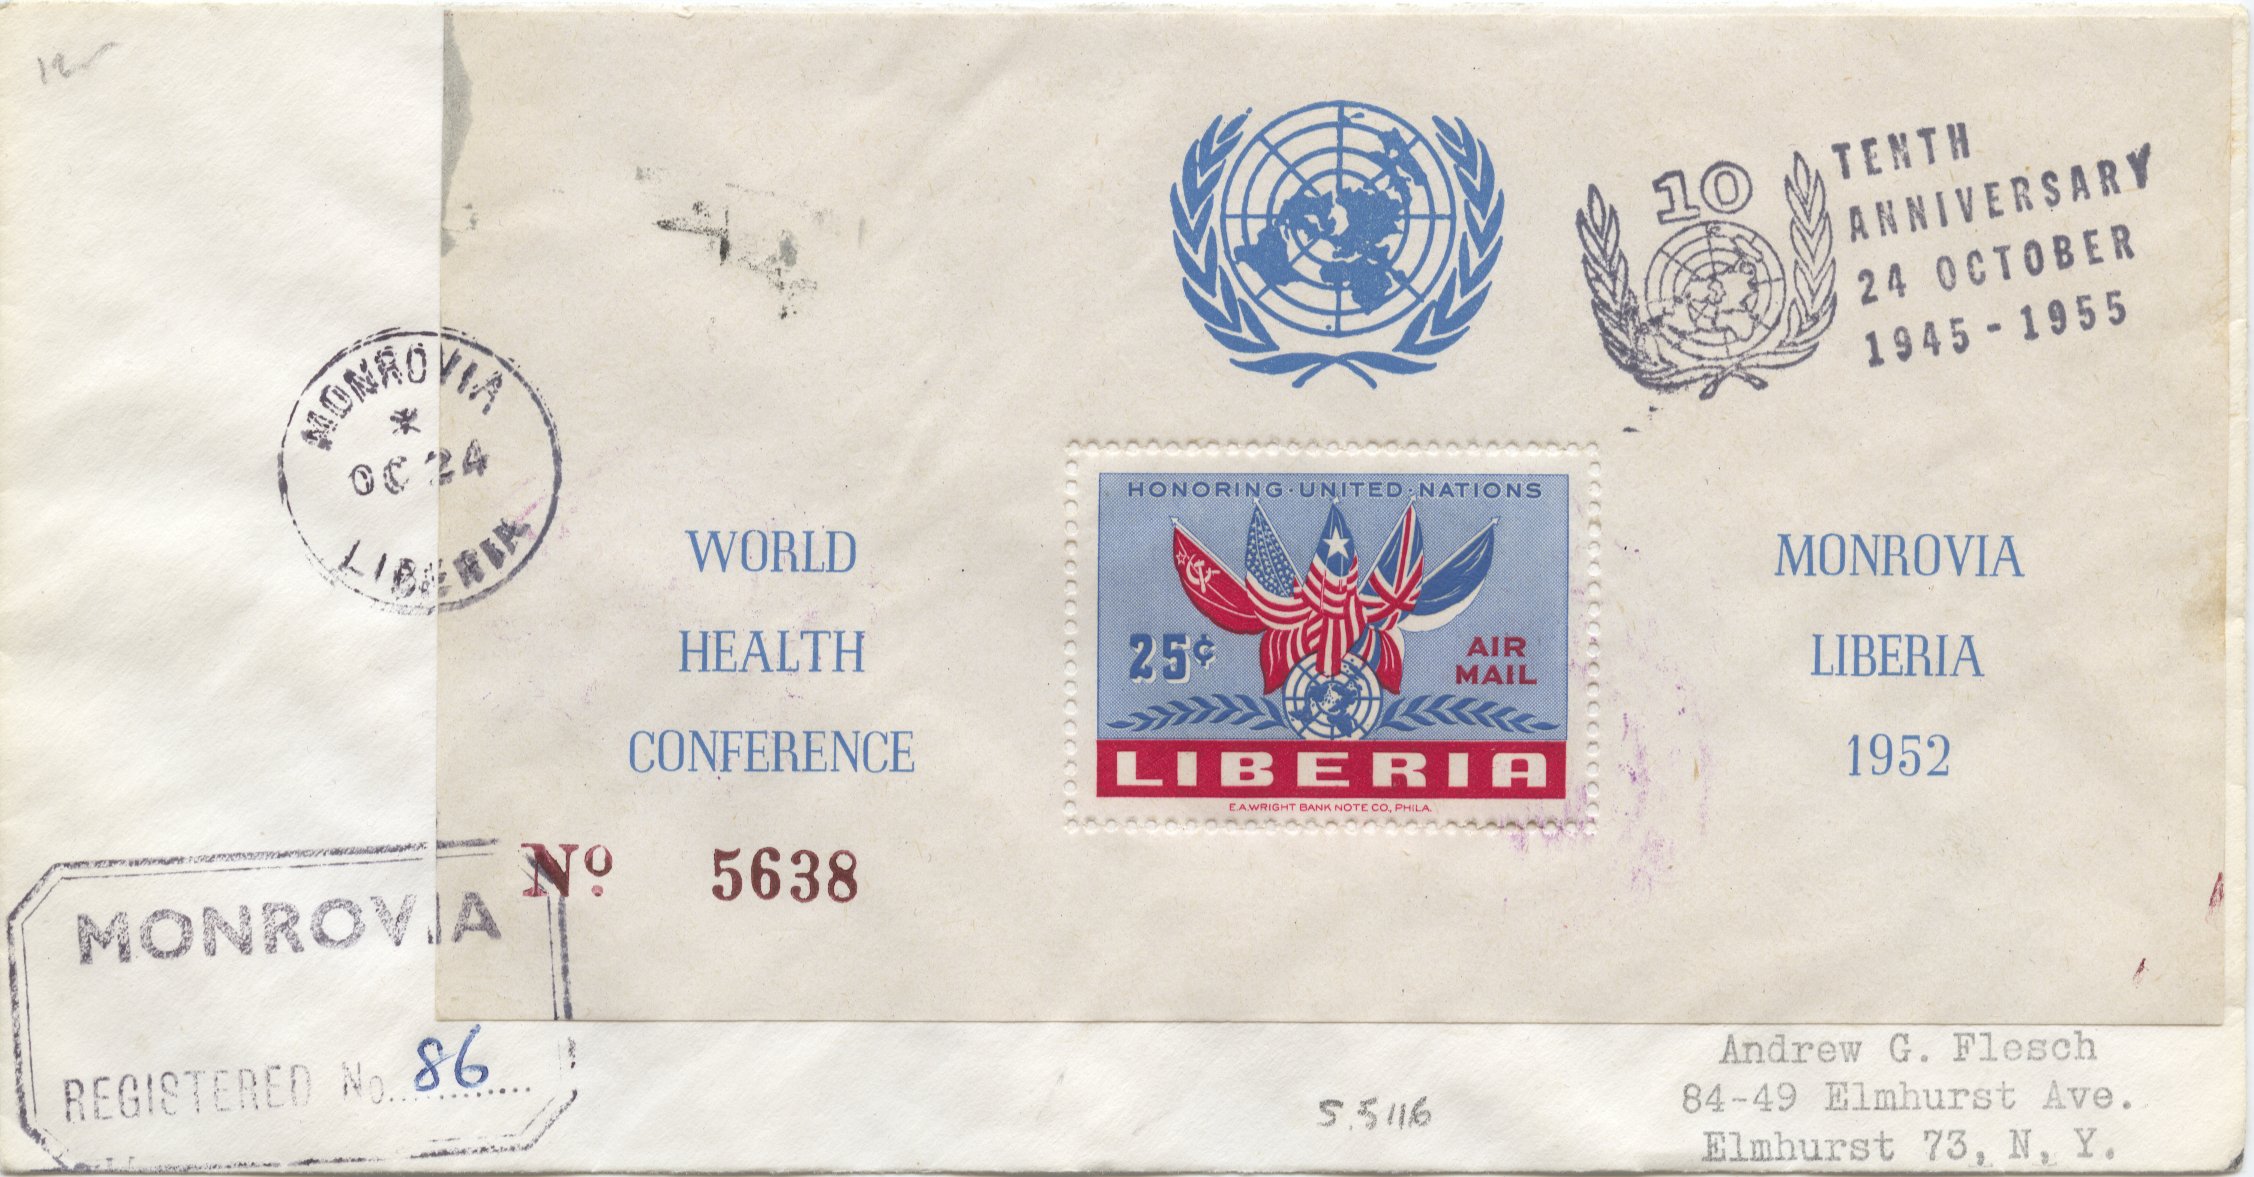 10
TENTH
ANNIVERSARY
24 OCTOBER
1945-1955
MONROVIA
*
OC 24
LIBERIA
HONORING·UNITED·NATIONS
25¢
AIR
MAIL
LIBERIA
E.A.WRIGHT BANK NOTE CO., PHILA.
WORLD
HEALTH
CONFERENCE
MONROVIA
LIBERIA
1952
Nº 5638
MONROVIA
REGISTERED No. 86
5.5116
Andrew G. Flesch
84-49 Elmhurst Ave.
Elmhurst 73, N, Y.